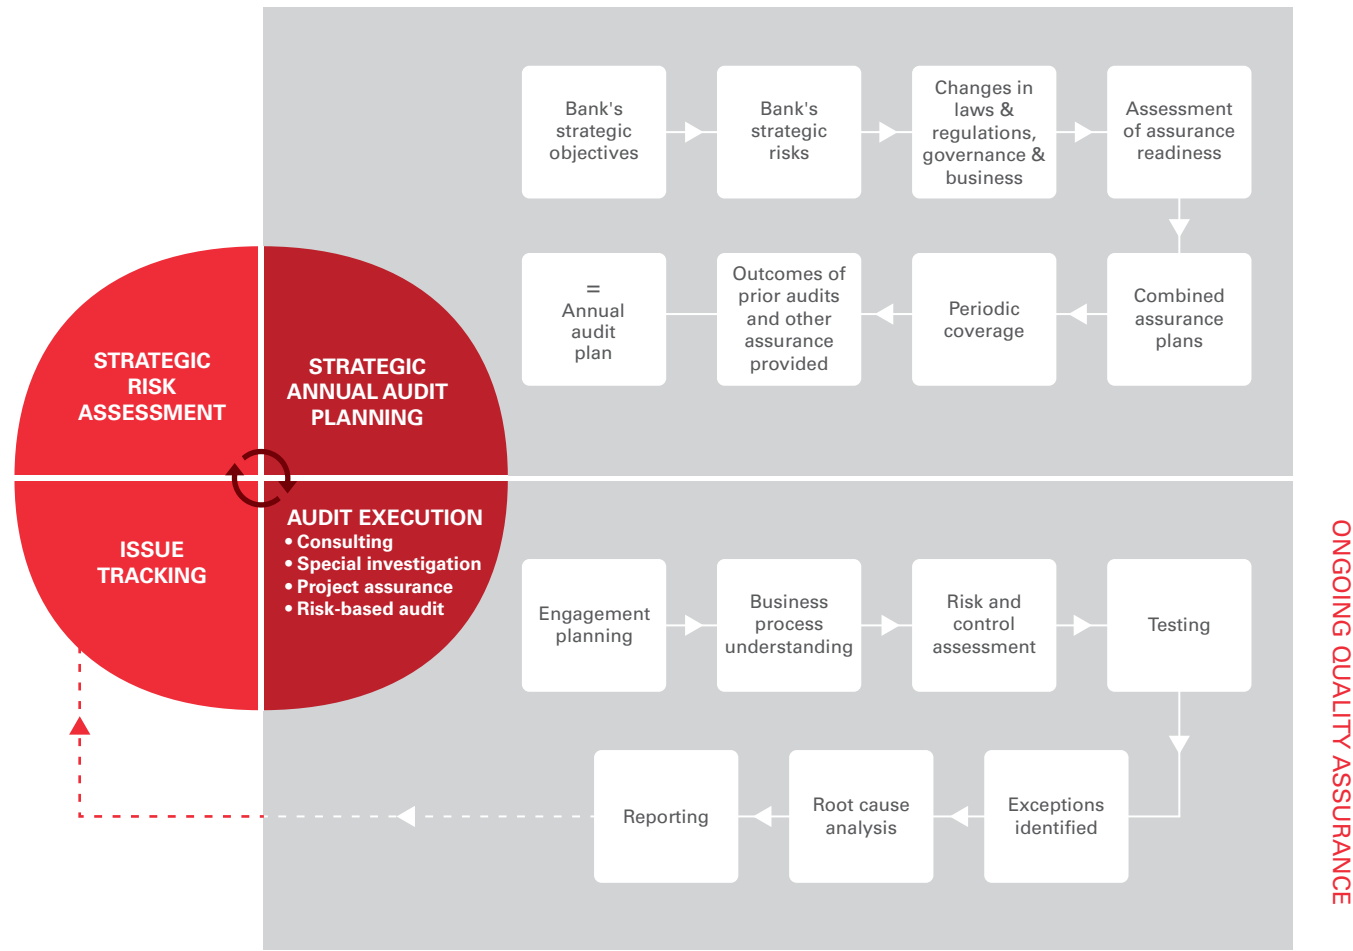 Bank's
strategic
objectives
Bank's
strategic
risks
Changes in
laws &
regulations,
governance &
business
Assessment
of assurance
readiness
=
Annual
audit
plan
Outcomes of
prior audits
and other
assurance
provided
Periodic
coverage
Combined
assurance
plans
STRATEGIC
RISK
ASSESSMENT
STRATEGIC
ANNUAL AUDIT
PLANNING
ISSUE
TRACKING
AUDIT EXECUTION
• Consulting
• Special investigation
• Project assurance
• Risk-based audit
Engagement
planning
Business
process
understanding
Risk and
control
assessment
Testing
Reporting
Root cause
analysis
Exceptions
identified
ONGOING QUALITY ASSURANCE